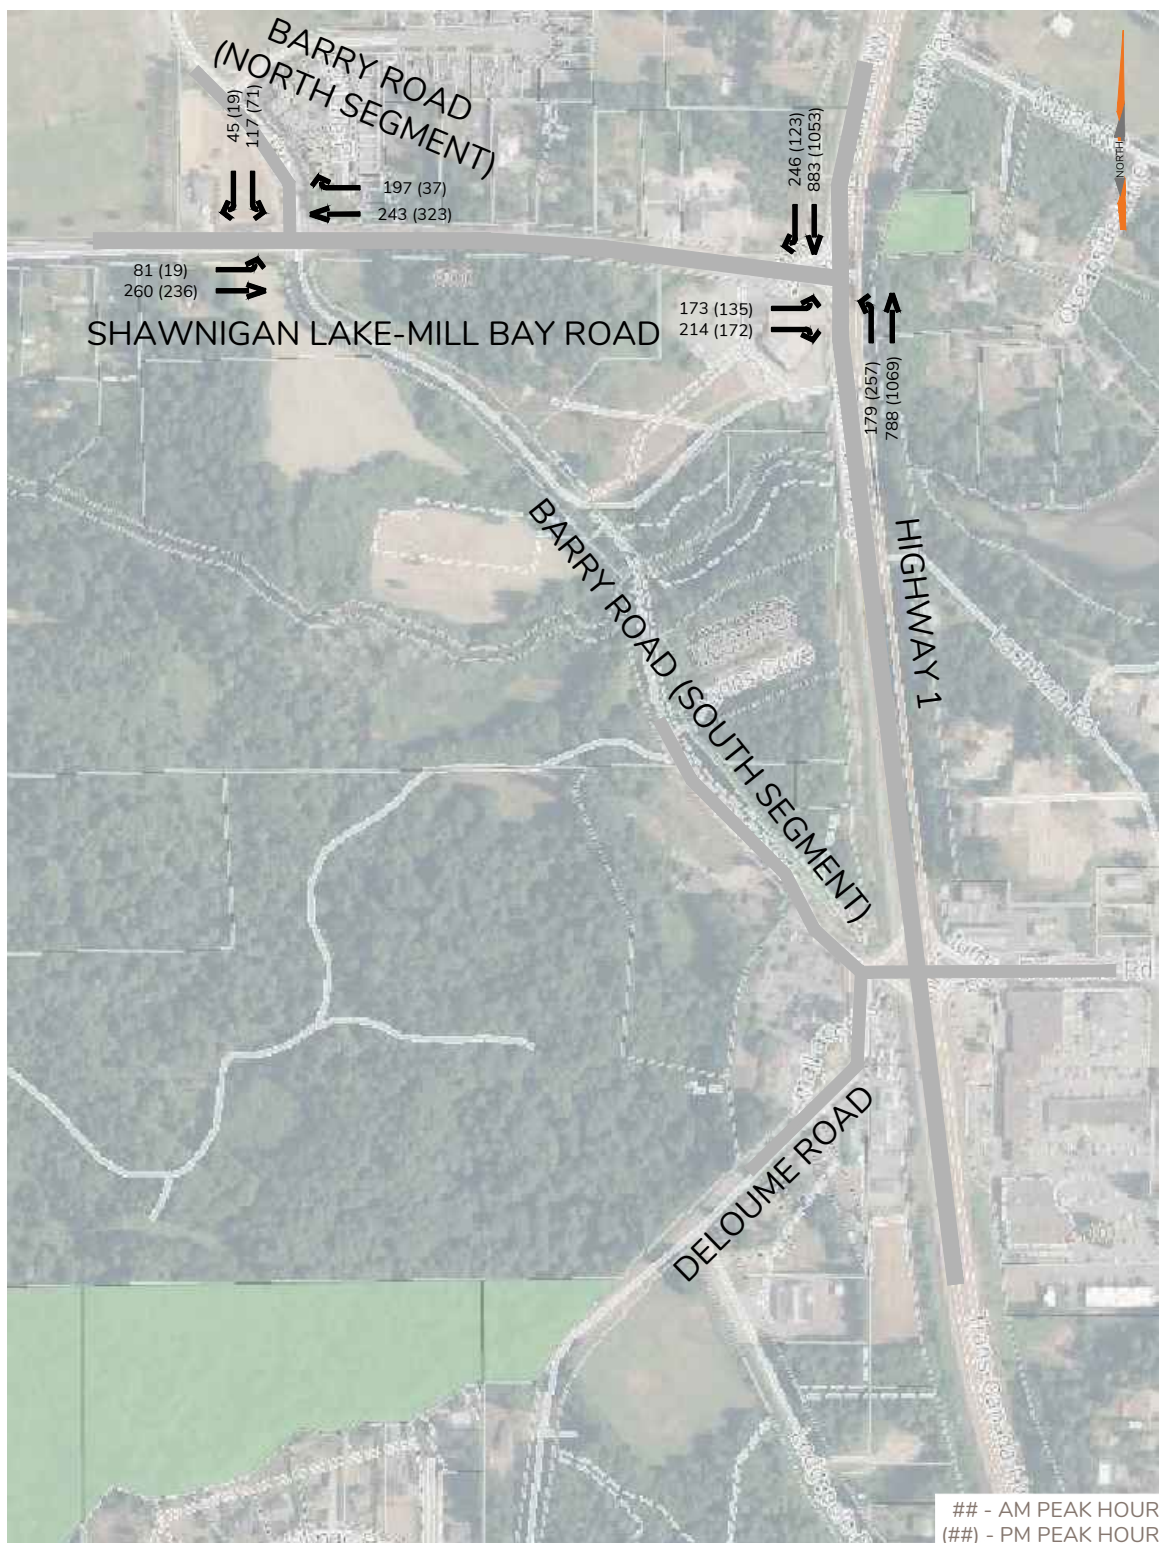 BARRY ROAD
(NORTH SEGMENT)
45 (19)
117 (71)
197 (37)
243 (323)
246 (123)
883 (1053)
NORTH
81 (19)
260 (236)
173 (135)
214 (172)
SHAWNIGAN LAKE-MILL BAY ROAD
179 (257)
788 (1069)
HIGHWAY 1
BARRY ROAD (SOUTH SEGMENT)
Rd
DELOUME ROAD
## - AM PEAK HOUR
(##) - PM PEAK HOUR